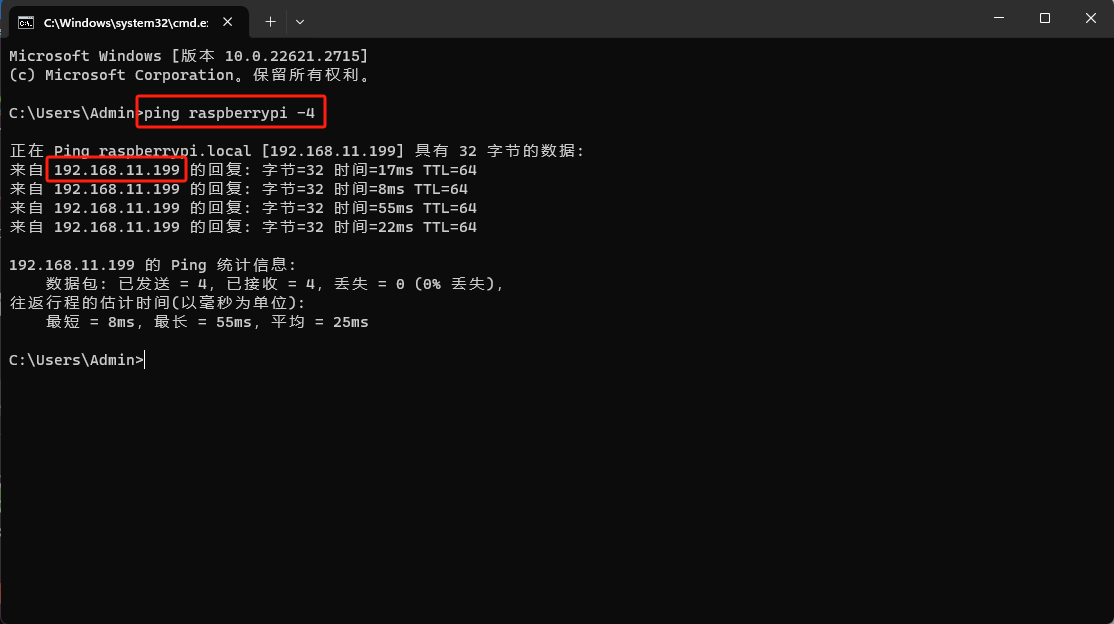 C:\Windows\system32\cmd.e:
Microsoft Windows [版本 10.0.22621.2715]
(c) Microsoft Corporation。保留所有权利。
C:\Users\Admin>ping raspberrypi -4
正在 Ping raspberrypi.local [192.168.11.199] 具有 32 字节的数据:
来自 192.168.11.199 的回复: 字节=32 时间=17ms TTL=64
来自 192.168.11.199 的回复: 字节=32 时间=8ms TTL=64
来自 192.168.11.199 的回复: 字节=32 时间=55ms TTL=64
来自 192.168.11.199 的回复: 字节=32 时间=22ms TTL=64
192.168.11.199 的 Ping 统计信息:
数据包: 已发送 = 4，已接收 = 4，丢失 = 0 (0% 丢失)，
往返行程的估计时间(以毫秒为单位):
最短 = 8ms，最长 = 55ms，平均 = 25ms
C:\Users\Admin>